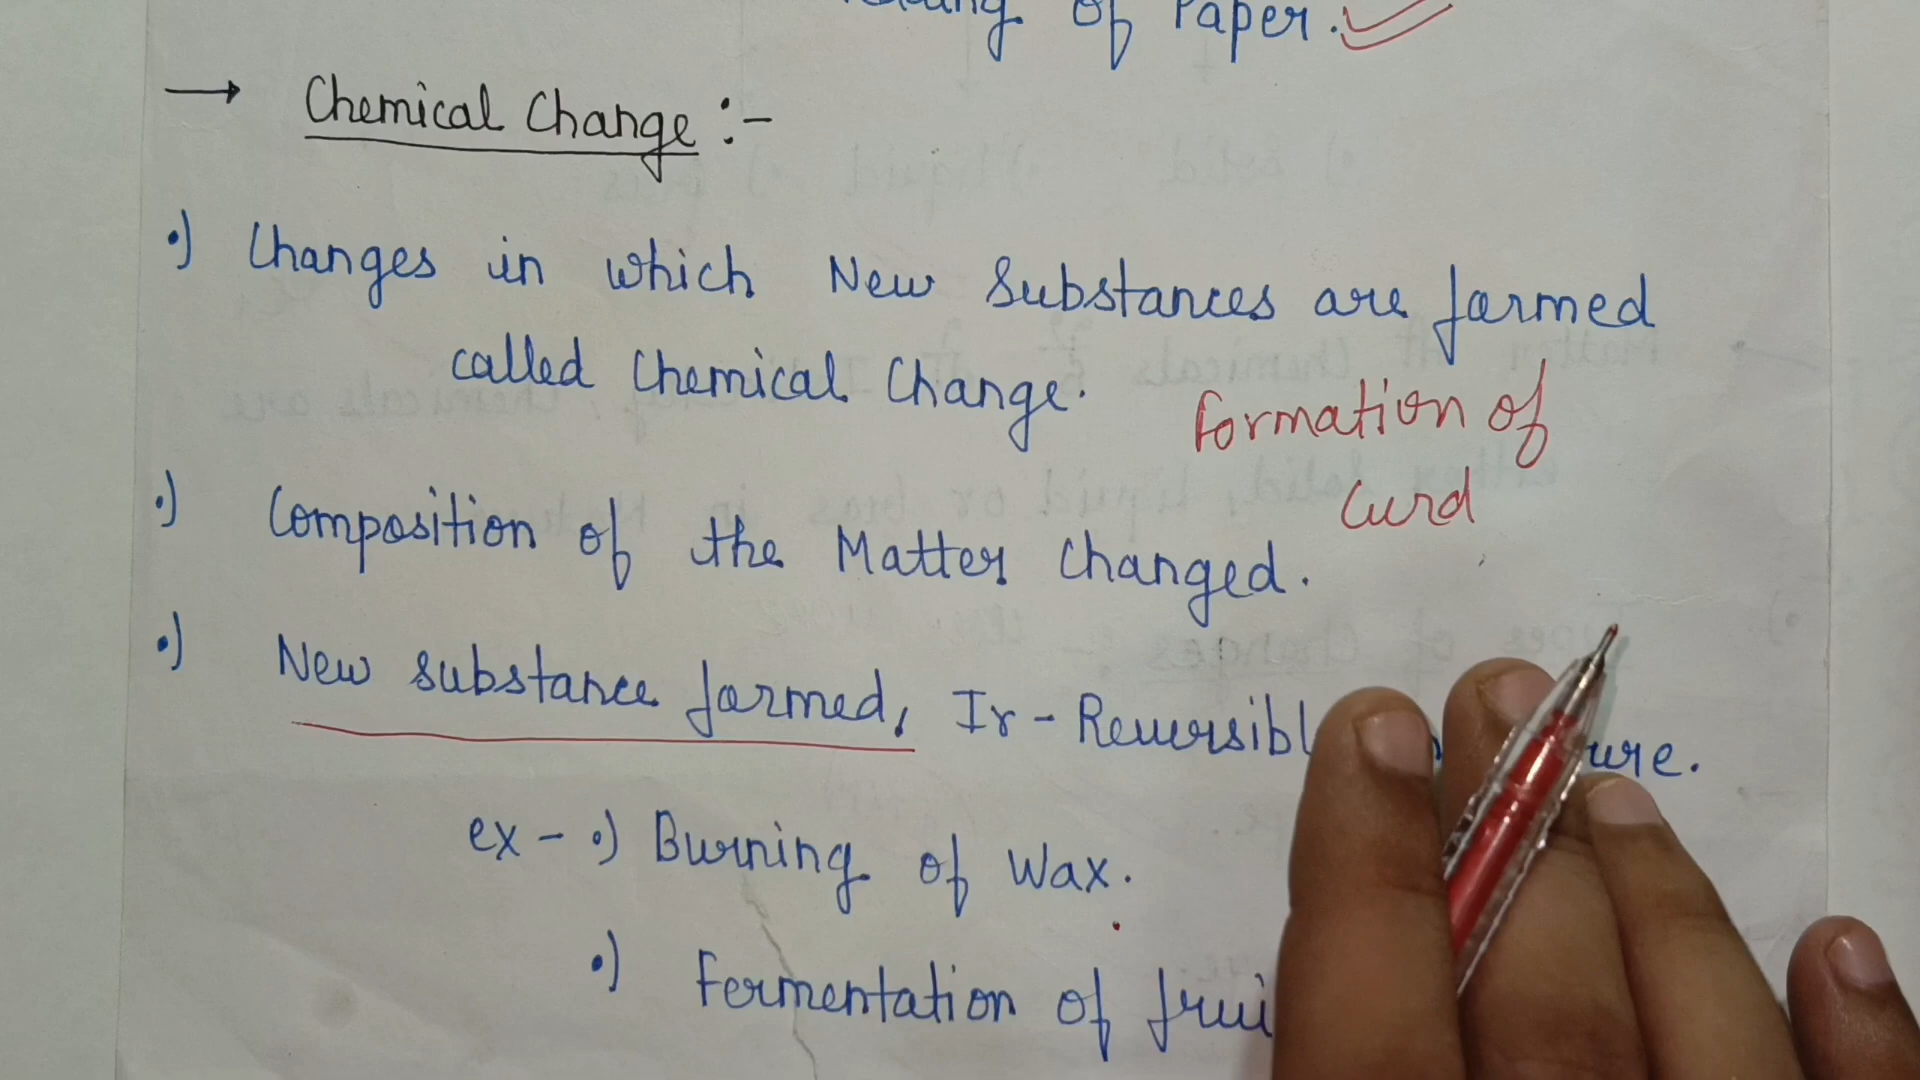 of Paper.
→ Chemical Change :-
•) Changes in which New Substances are formed
called Chemical Change.
Formation of
Curd
•) Composition of the Matter Changed.
•) New substance formed, Ir-Reversibl
ex - •) Burning of Wax.
•) Fermentation of